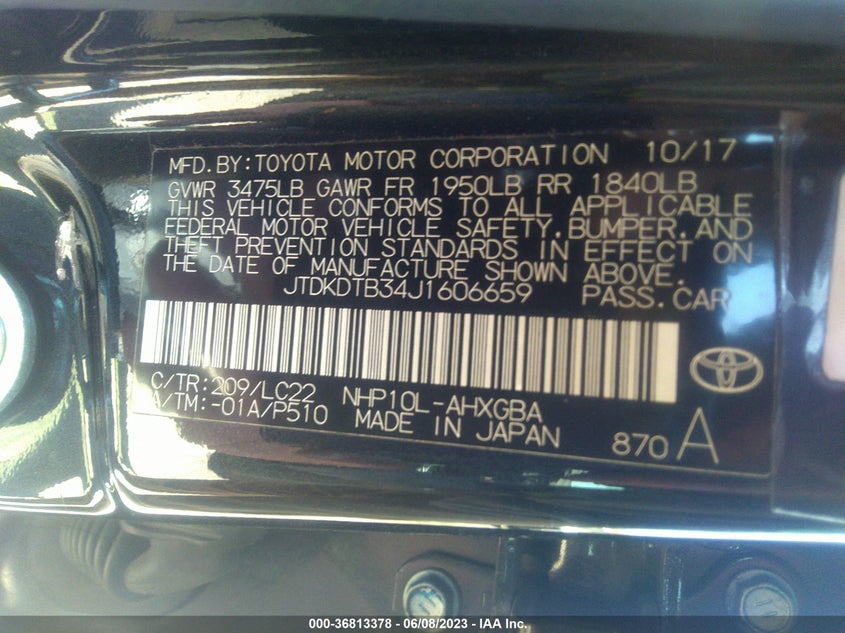 MFD.BY:TOYOTA MOTOR CORPORATION 10/17
GVWR 3475LB GAWR FR 1950LB RR 1840LB
THIS VEHICLE CONFORMS TO ALL APPLICABLE
FEDERAL MOTOR VEHICLE SAFETY,BUMPER,AND
THEFT PREVENTION STANDARDS IN EFFECT ON
THE DATE OF MANUFACTURE SHOWN ABOVE.
JTDKDTB34J1606659 PASS.CAR
C/TR:209/LC22 NHP10L-AHXGBA
A/TM:-01A/P510 MADE IN JAPAN 870 A
000-36813378 - 06/08/2023 - IAA Inc.